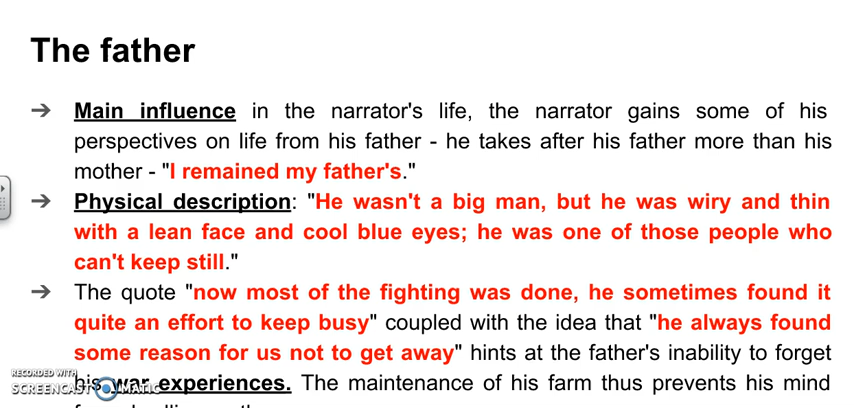 The father
➔ Main influence in the narrator's life, the narrator gains some of his
perspectives on life from his father - he takes after his father more than his
mother - "I remained my father's."
➔ Physical description: "He wasn't a big man, but he was wiry and thin
with a lean face and cool blue eyes; he was one of those people who
can't keep still."
➔ The quote "now most of the fighting was done, he sometimes found it
quite an effort to keep busy" coupled with the idea that "he always found
some reason for us not to get away" hints at the father's inability to forget
his war experiences. The maintenance of his farm thus prevents his mind
RECORDED WITH
SCREENCAST MATIC